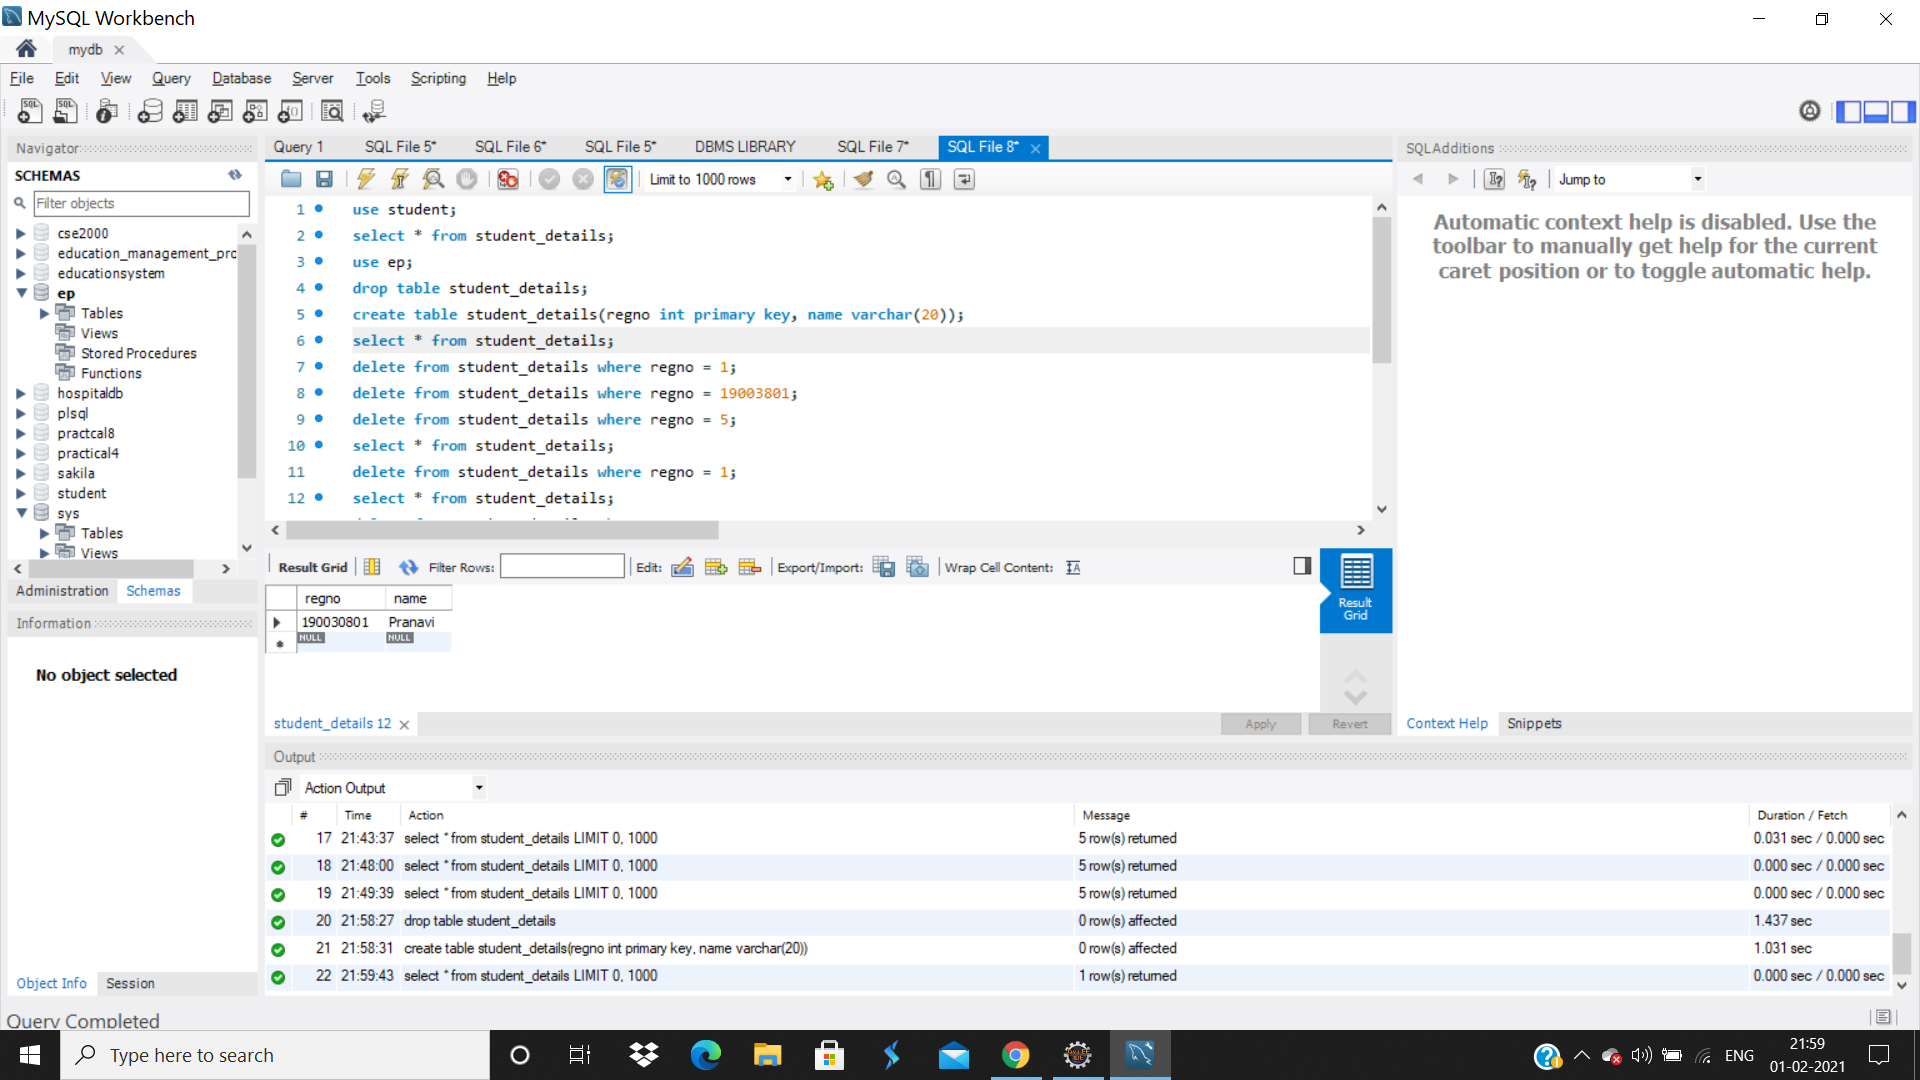 MySQL Workbench
mydb
File Edit View Query Database Server Tools Scripting Help
Navigator
SCHEMAS
Filter objects
cse2000
education_management_prc
educationsystem
ep
Tables
Views
Stored Procedures
Functions
hospitaldb
plsql
practcal8
practical4
sakila
student
sys
Tables
Views
Administration Schemas
Information
No object selected
Object Info Session
Query Completed
Query 1 SQL File 5* SQL File 6* SQL File 5* DBMS LIBRARY SQL File 7* SQL File 8*
Limit to 1000 rows
1 use student;
2 select * from student_details;
3 use ep;
4 drop table student_details;
5 create table student_details(regno int primary key, name varchar(20));
6 select * from student_details;
7 delete from student_details where regno = 1;
8 delete from student_details where regno = 19003801;
9 delete from student_details where regno = 5;
10 select * from student_details;
11 delete from student_details where regno = 1;
12 select * from student_details;
Result Grid Filter Rows: Edit: Export/Import: Wrap Cell Content:
regno name
190030801 Pranavi
NULL NULL
Result
Grid
student_details 12
Apply Revert
SQLAdditions
Jump to
Automatic context help is disabled. Use the
toolbar to manually get help for the current
caret position or to toggle automatic help.
Context Help Snippets
Output
Action Output
# Time Action Message Duration / Fetch
17 21:43:37 select * from student_details LIMIT 0, 1000 5 row(s) returned 0.031 sec / 0.000 sec
18 21:48:00 select * from student_details LIMIT 0, 1000 5 row(s) returned 0.000 sec / 0.000 sec
19 21:49:39 select * from student_details LIMIT 0, 1000 5 row(s) returned 0.000 sec / 0.000 sec
20 21:58:27 drop table student_details 0 row(s) affected 1.437 sec
21 21:58:31 create table student_details(regno int primary key, name varchar(20)) 0 row(s) affected 1.031 sec
22 21:59:43 select * from student_details LIMIT 0, 1000 1 row(s) returned 0.000 sec / 0.000 sec
Type here to search
ENG
21:59
01-02-2021